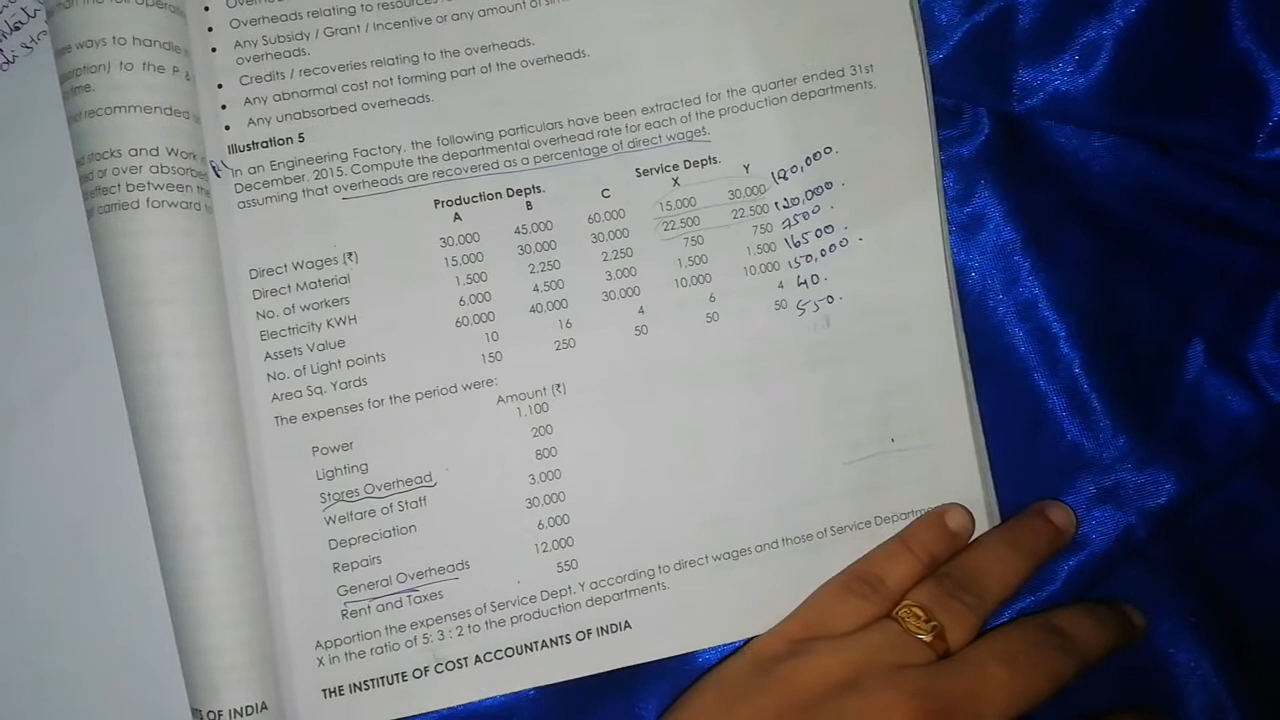 Overheads relating to
Any Subsidy / Grant / Incentive or any amount of
overheads.
Credits / recoveries relating to the overheads.
Any abnormal cost not forming part of the overheads.
Any unabsorbed overheads.
ways to handle
to the P &
time.
recommended
stocks and Work
or over absorbed
effect between the
carried forward
Illustration 5
In an Engineering Factory, the following particulars have been extracted for the quarter ended 31st
December, 2015. Compute the departmental overhead rate for each of the production departments,
assuming that overheads are recovered as a percentage of direct wages.
Production Depts. Service Depts.
A B C X Y
Direct Wages (₹) 30,000 45,000 60,000 15,000 30,000 180,000.
Direct Material 15,000 30,000 30,000 22,500 22,500 120,000.
No. of workers 1,500 2,250 2,250 750 750 7500.
Electricity KWH 6,000 4,500 3,000 1,500 1,500 16500.
Assets Value 60,000 40,000 30,000 10,000 10,000 150,000.
No. of Light points 10 16 4 6 4 40.
Area Sq. Yards 150 250 50 50 50 550.
The expenses for the period were:
Amount (₹)
Power 1,100
Lighting 200
Stores Overhead 800
Welfare of Staff 3,000
Depreciation 30,000
Repairs 6,000
General Overheads 12,000
Rent and Taxes 550
Apportion the expenses of Service Dept. Y according to direct wages and those of Service
X in the ratio of 5: 3 : 2 to the production departments.
THE INSTITUTE OF COST ACCOUNTANTS OF INDIA
OF INDIA